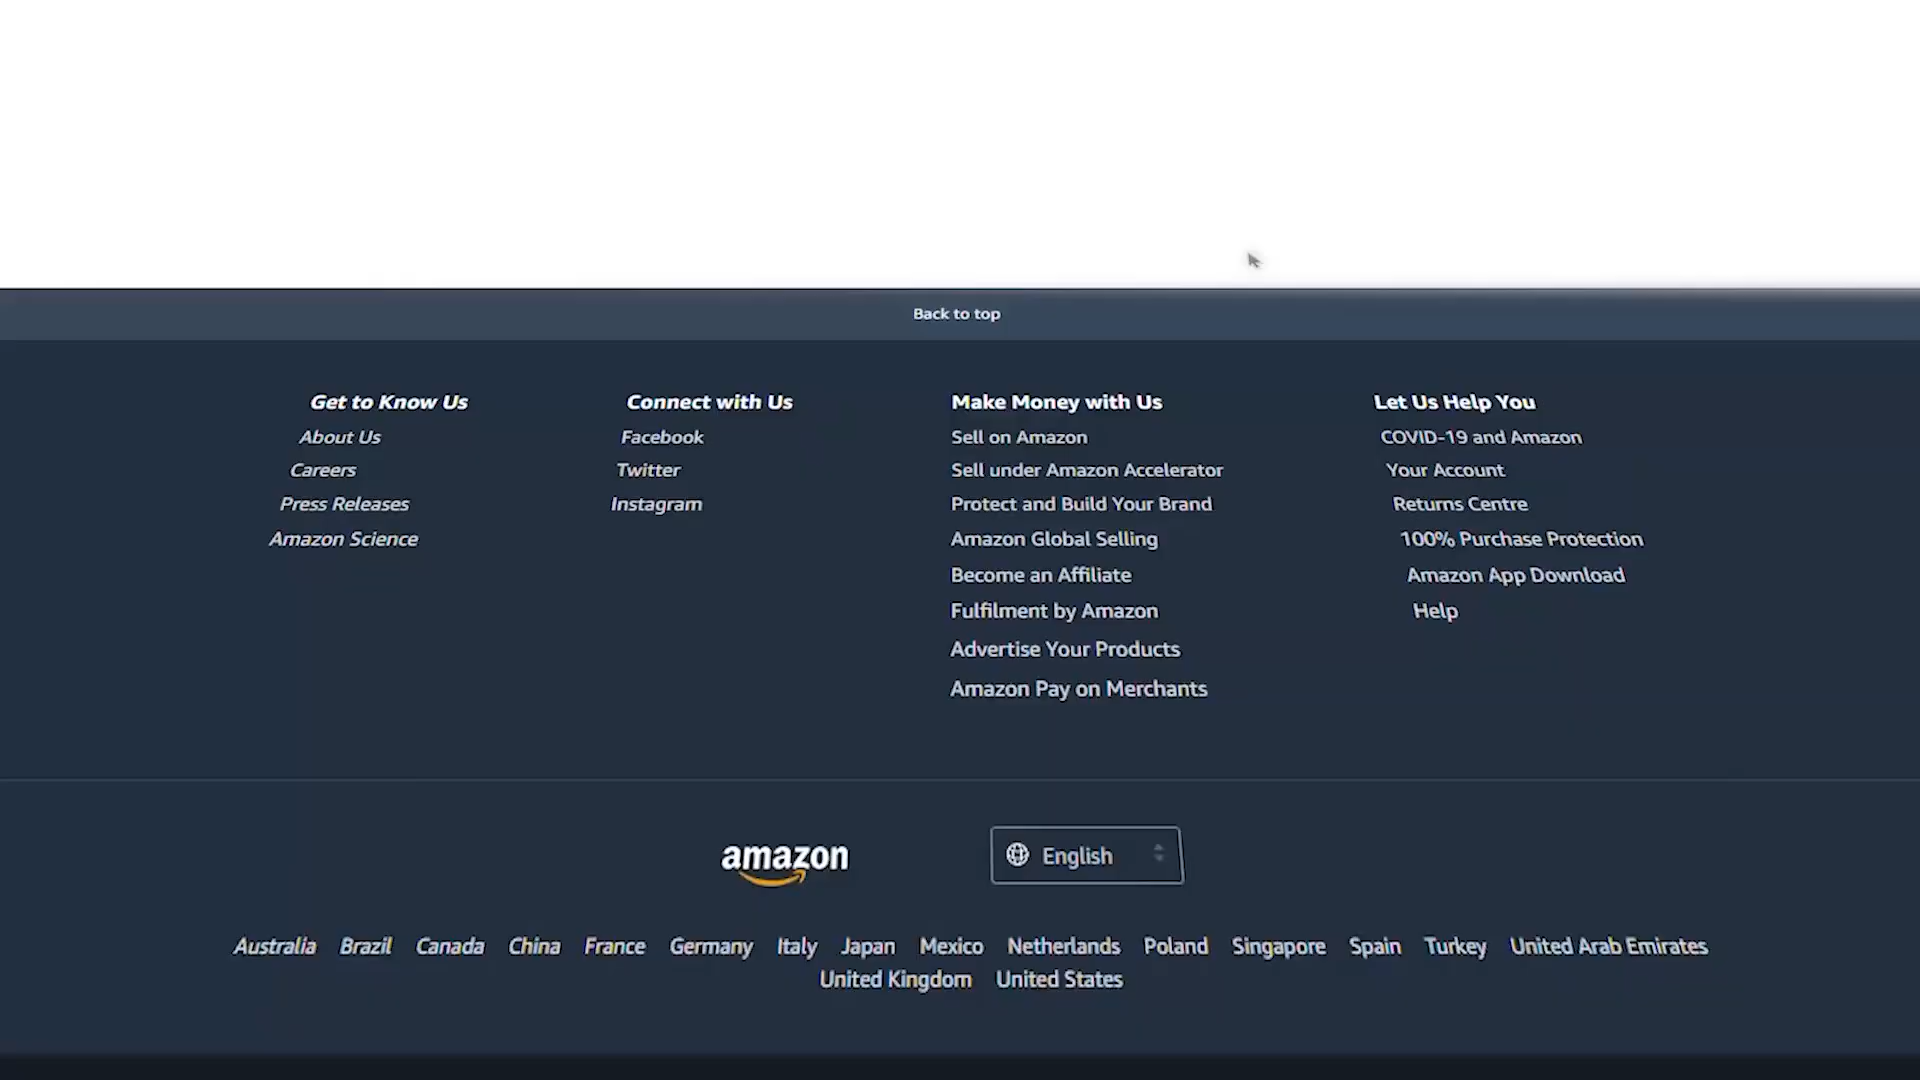 Back to top
Get to Know Us
About Us
Careers
Press Releases
Amazon Science
Connect with Us
Facebook
Twitter
Instagram
Make Money with Us
Sell on Amazon
Sell under Amazon Accelerator
Protect and Build Your Brand
Amazon Global Selling
Become an Affiliate
Fulfilment by Amazon
Advertise Your Products
Amazon Pay on Merchants
Let Us Help You
COVID-19 and Amazon
Your Account
Returns Centre
100% Purchase Protection
Amazon App Download
Help
amazon
English
Australia Brazil Canada China France Germany Italy Japan Mexico Netherlands Poland Singapore Spain Turkey United Arab Emirates
United Kingdom United States